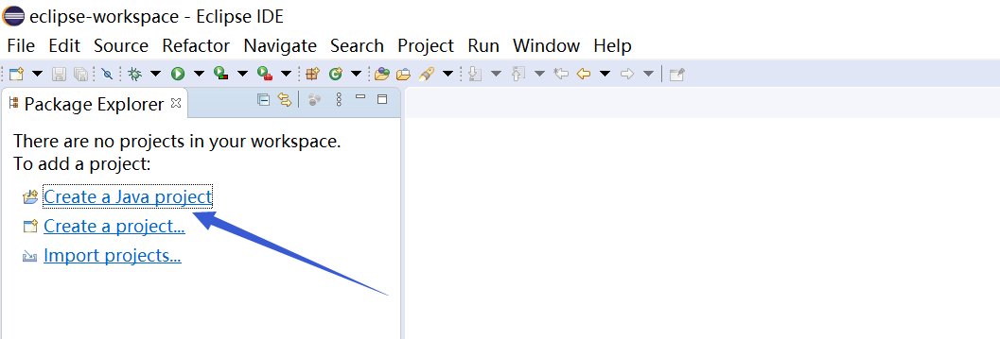 eclipse-workspace - Eclipse IDE
File Edit Source Refactor Navigate Search Project Run Window Help
Package Explorer
There are no projects in your workspace.
To add a project:
Create a Java project
Create a project...
Import projects...